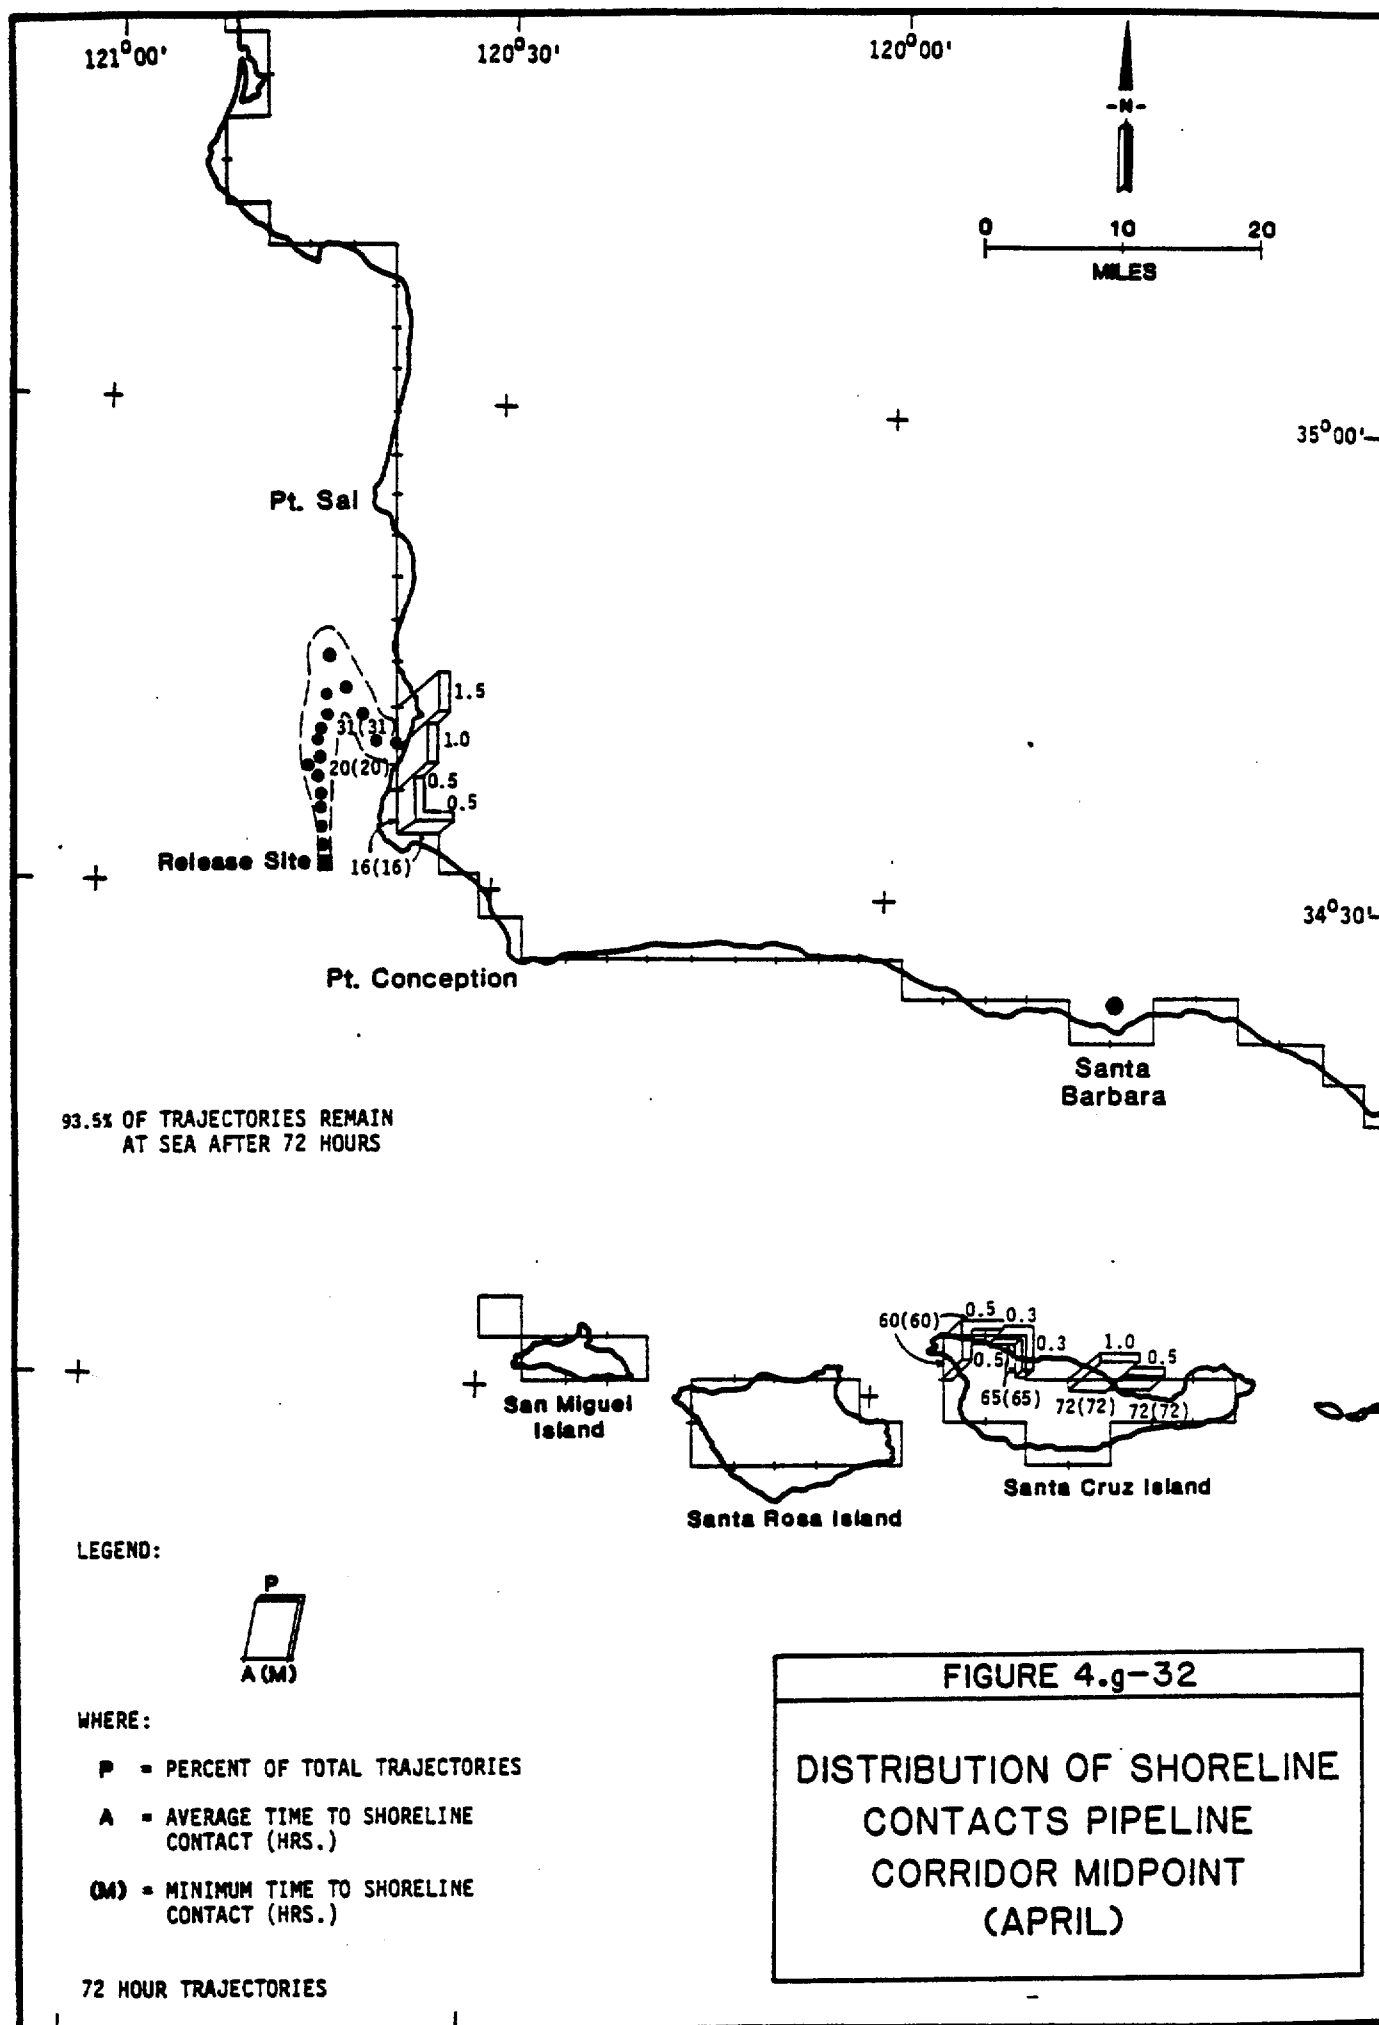 121°00'
120°30'
120°00'
-N-
0 10 20
MILES
35°00'
Pt. Sal
1.5
31(31)
1.0
20(20)
0.5
0.5
Release Site
16(16)
34°30'
Pt. Conception
Santa
Barbara
93.5% OF TRAJECTORIES REMAIN
AT SEA AFTER 72 HOURS
60(60)
0.5
0.3
0.3
0.5
1.0
0.5
65(65)
72(72)
72(72)
San Miguel
Island
Santa Rosa Island
Santa Cruz Island
LEGEND:
P
A (M)
WHERE:
P = PERCENT OF TOTAL TRAJECTORIES
A = AVERAGE TIME TO SHORELINE
CONTACT (HRS.)
(M) = MINIMUM TIME TO SHORELINE
CONTACT (HRS.)
72 HOUR TRAJECTORIES
FIGURE 4.g-32
DISTRIBUTION OF SHORELINE
CONTACTS PIPELINE
CORRIDOR MIDPOINT
(APRIL)